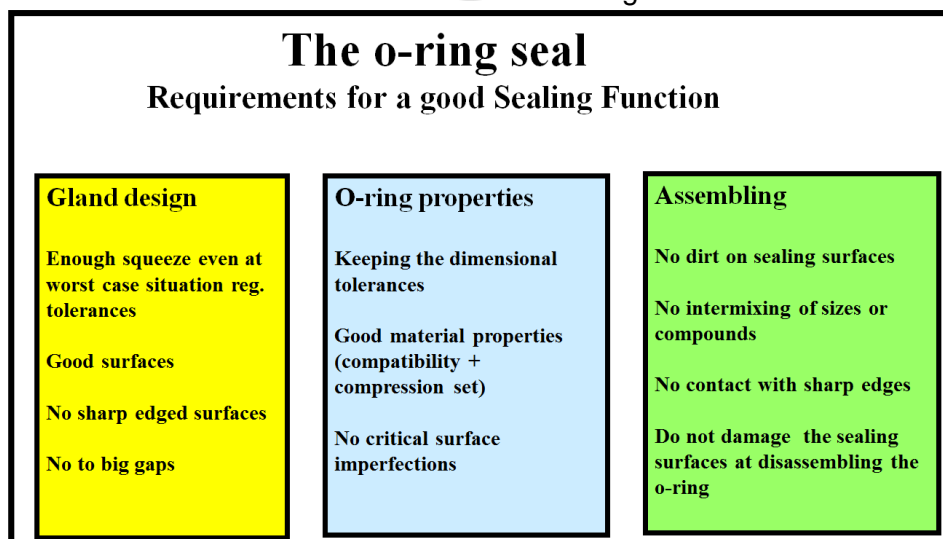 The o-ring seal
Requirements for a good Sealing Function
Gland design
Enough squeeze even at
worst case situation reg.
tolerances
Good surfaces
No sharp edged surfaces
No to big gaps
O-ring properties
Keeping the dimensional
tolerances
Good material properties
(compatibility +
compression set)
No critical surface
imperfections
Assembling
No dirt on sealing surfaces
No intermixing of sizes or
compounds
No contact with sharp edges
Do not damage the sealing
surfaces at disassembling the
o-ring